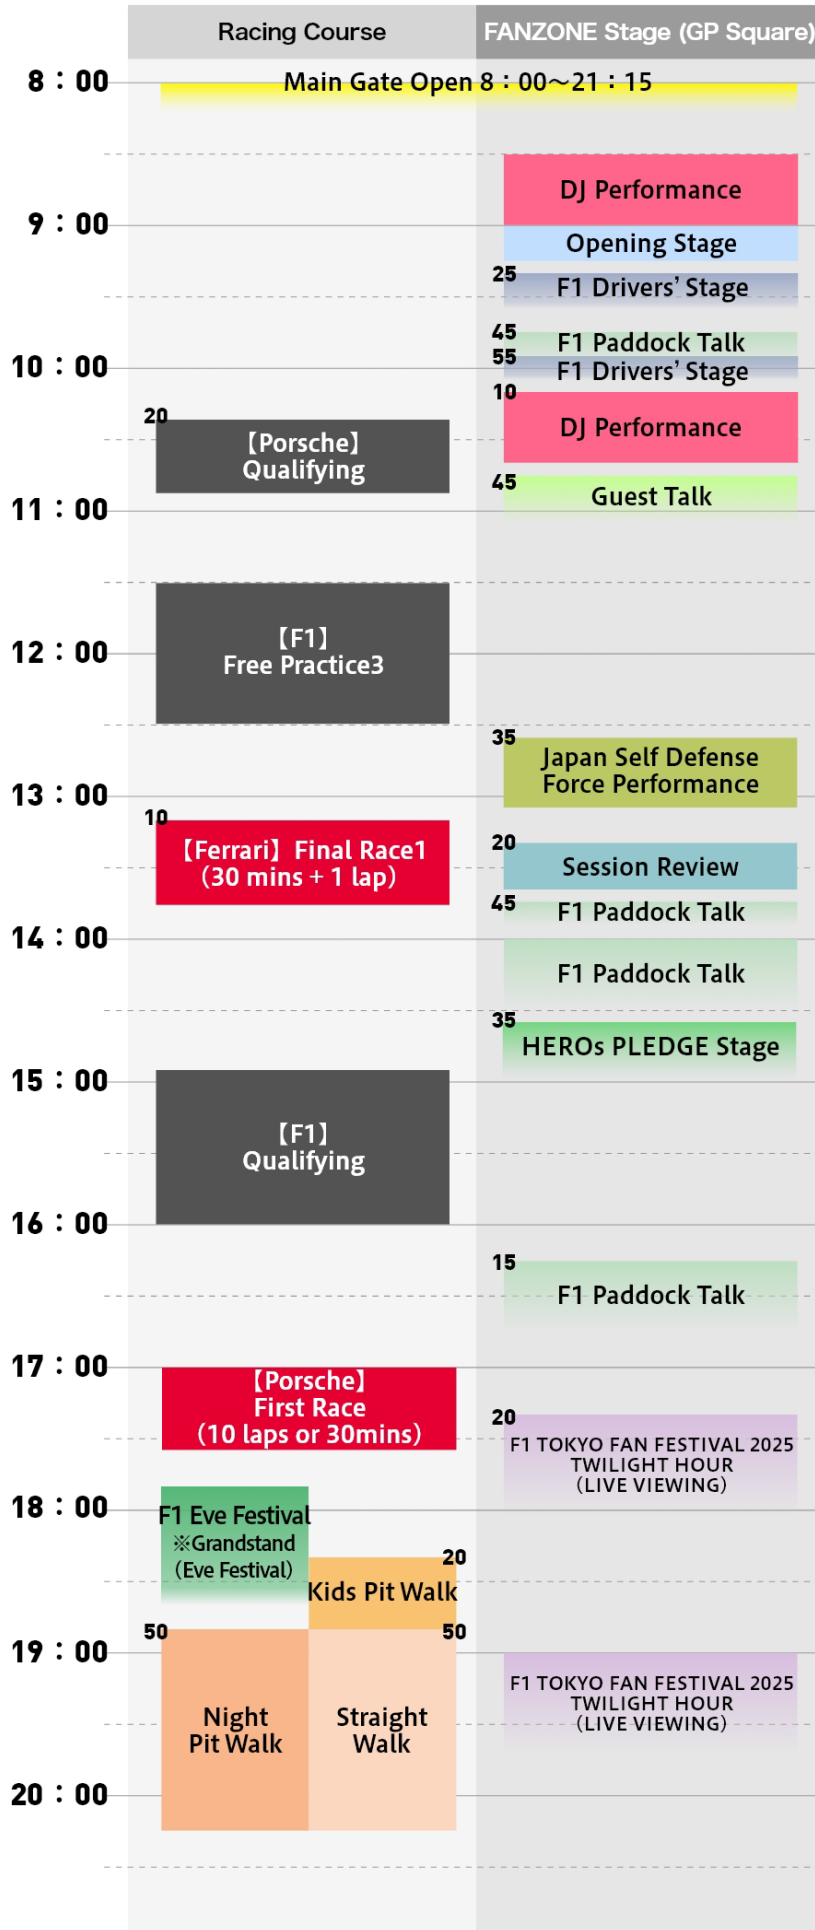 Racing Course
FANZONE Stage (GP Square)
8：00
Main Gate Open 8：00～21：15
DJ Performance
9：00
Opening Stage
25
F1 Drivers’ Stage
45
F1 Paddock Talk
55
10：00
F1 Drivers’ Stage
10
20
DJ Performance
【Porsche】
Qualifying
45
Guest Talk
11：00
【F1】
Free Practice3
12：00
35
Japan Self Defense
Force Performance
13：00
10
【Ferrari】Final Race1
（30 mins + 1 lap）
20
Session Review
45
F1 Paddock Talk
14：00
F1 Paddock Talk
35
HEROs PLEDGE Stage
15：00
【F1】
Qualifying
16：00
15
F1 Paddock Talk
17：00
【Porsche】
First Race
（10 laps or 30mins）
20
F1 TOKYO FAN FESTIVAL 2025
TWILIGHT HOUR
（LIVE VIEWING）
18：00
F1 Eve Festival
※Grandstand
（Eve Festival）
20
Kids Pit Walk
50
50
19：00
F1 TOKYO FAN FESTIVAL 2025
TWILIGHT HOUR
（LIVE VIEWING）
Night
Pit Walk
Straight
Walk
20：00